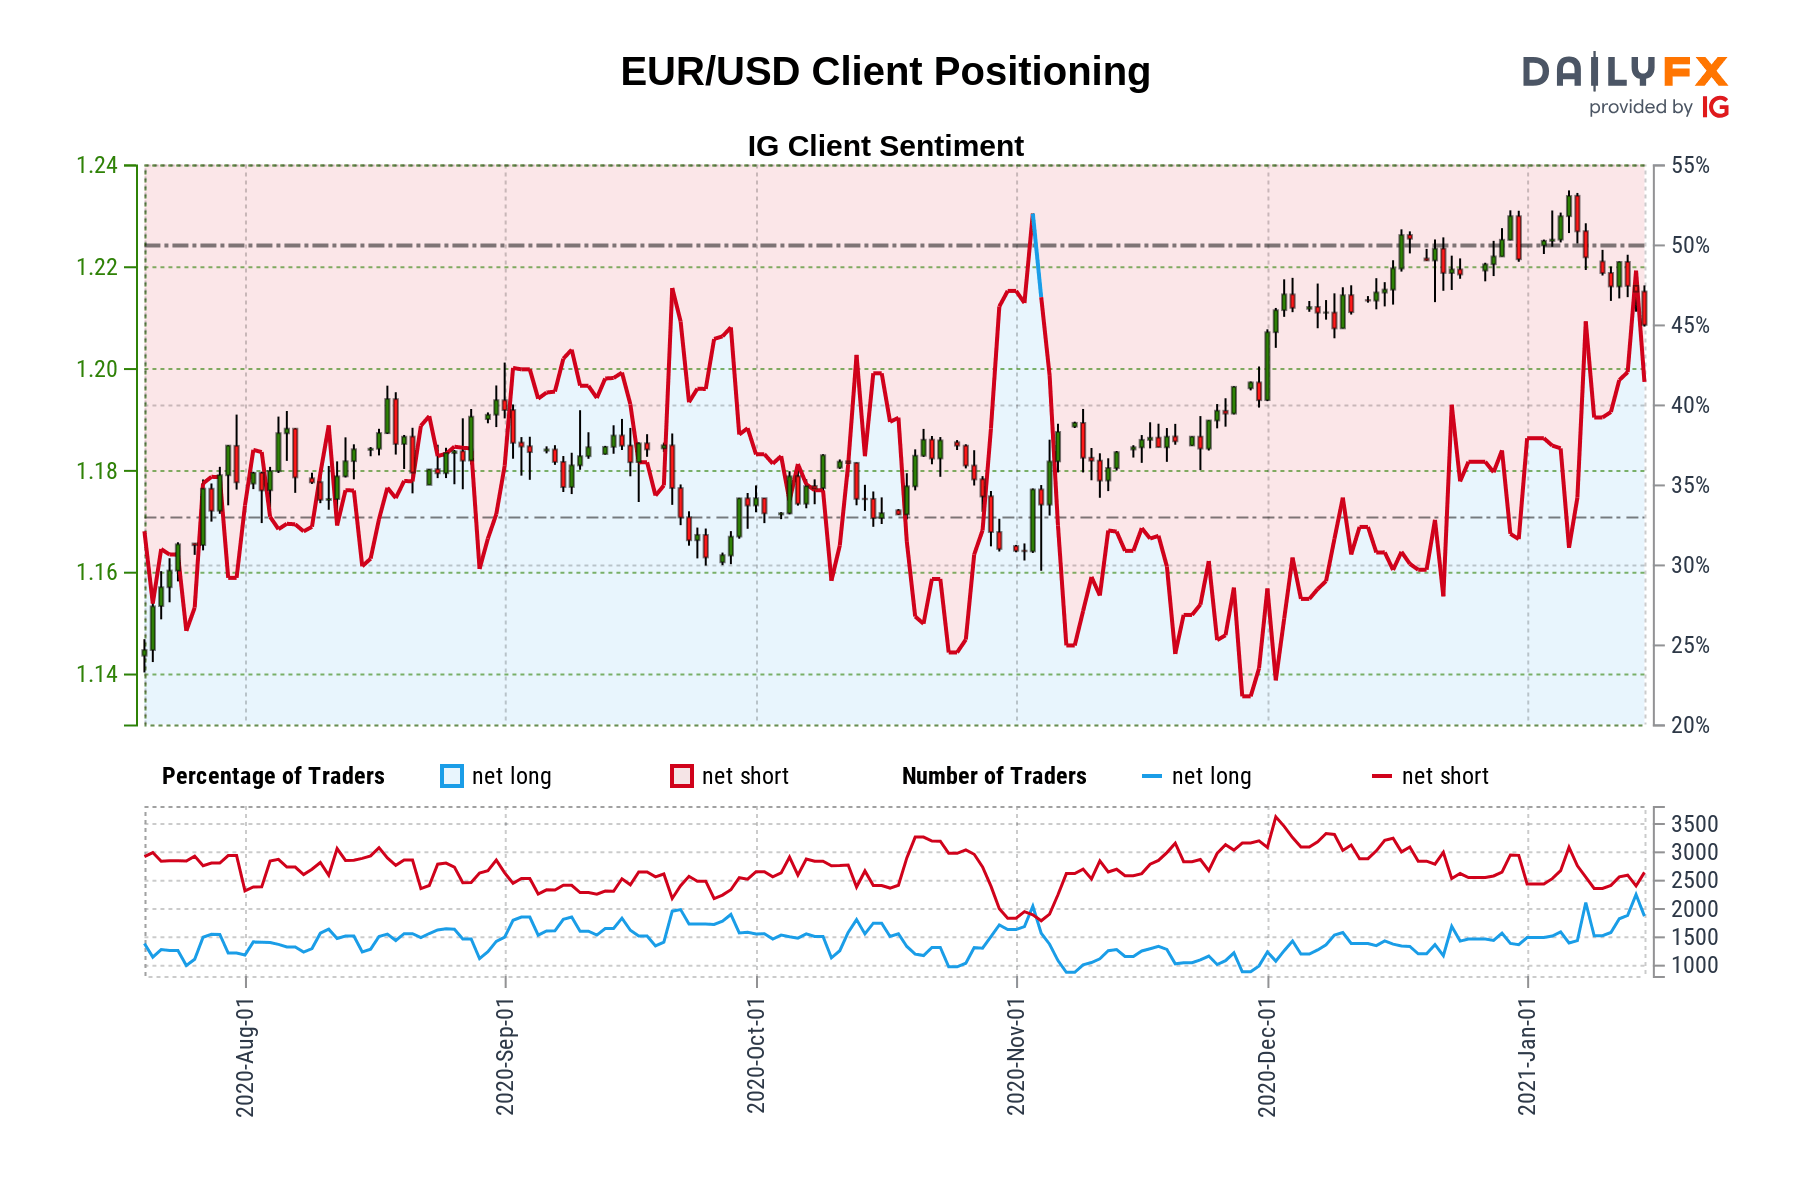 EUR/USD Client Positioning
DAILYFX
provided by IG
IG Client Sentiment
1.24
1.22
1.20
1.18
1.16
1.14
55%
50%
45%
40%
35%
30%
25%
20%
Percentage of Traders net long net short Number of Traders net long net short
3500
3000
2500
2000
1500
1000
2020-Aug-01
2020-Sep-01
2020-Oct-01
2020-Nov-01
2020-Dec-01
2021-Jan-01